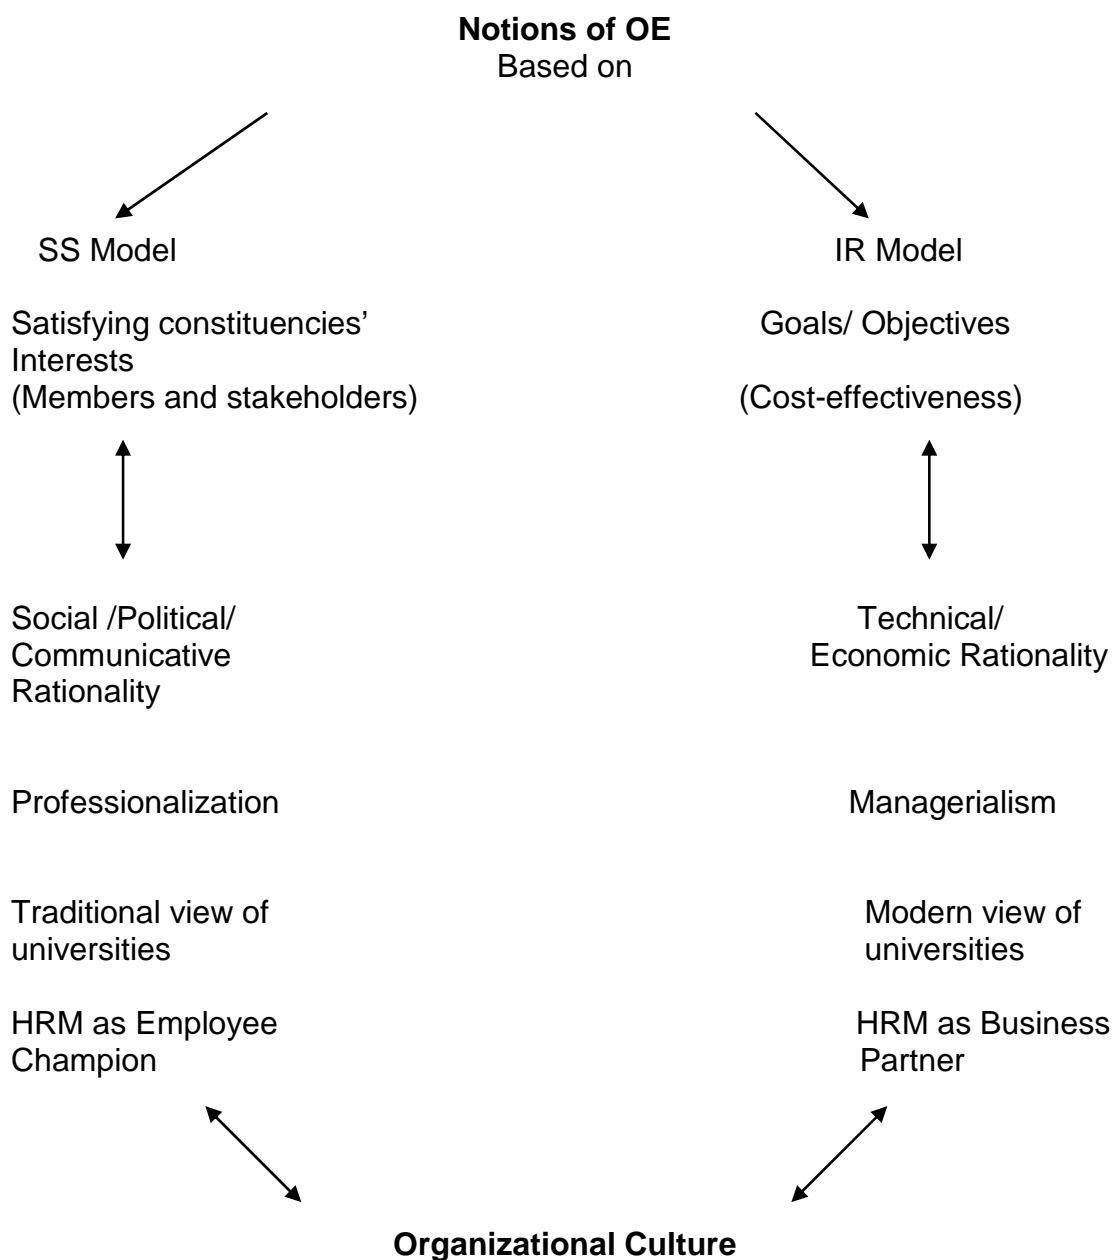 Notions of OE
Based on
SS Model
IR Model
Satisfying constituencies’
Interests
(Members and stakeholders)
Goals/ Objectives
(Cost-effectiveness)
Social /Political/
Communicative
Rationality
Technical/
Economic Rationality
Professionalization
Managerialism
Traditional view of
universities
Modern view of
universities
HRM as Employee
Champion
HRM as Business
Partner
Organizational Culture